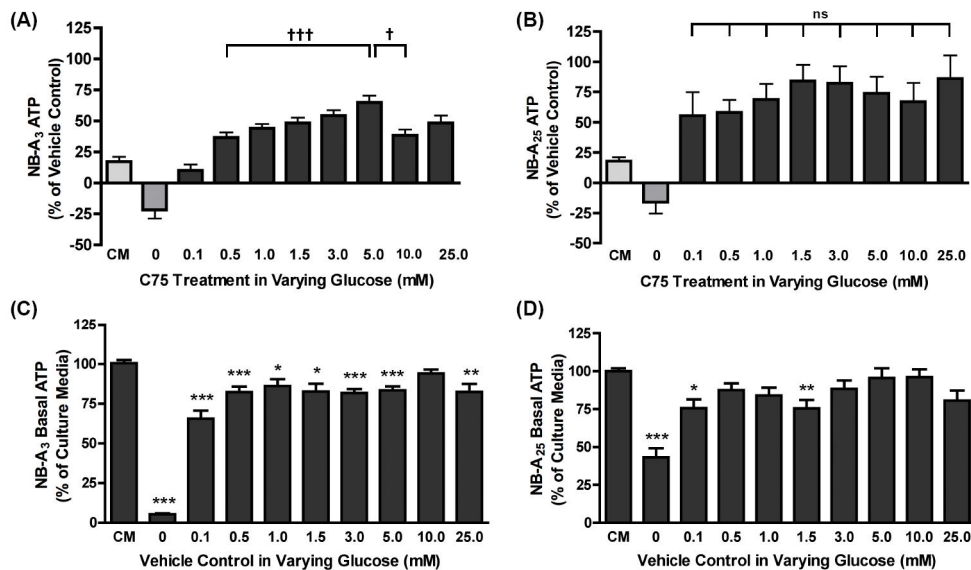 (A)
NB-A3 ATP
(% of Vehicle Control)
125
100
75
50
25
0
-25
-50
††† †
CM 0 0.1 0.5 1.0 1.5 3.0 5.0 10.0 25.0
C75 Treatment in Varying Glucose (mM)
(B)
NB-A25 ATP
(% of Vehicle Control)
125
100
75
50
25
0
-25
-50
ns
CM 0 0.1 0.5 1.0 1.5 3.0 5.0 10.0 25.0
C75 Treatment in Varying Glucose (mM)
(C)
NB-A3 Basal ATP
(% of Culture Media)
125
100
75
50
25
0
*** *** *** * * *** *** **
CM 0 0.1 0.5 1.0 1.5 3.0 5.0 10.0 25.0
Vehicle Control in Varying Glucose (mM)
(D)
NB-A25 Basal ATP
(% of Culture Media)
125
100
75
50
25
0
*** * **
CM 0 0.1 0.5 1.0 1.5 3.0 5.0 10.0 25.0
Vehicle Control in Varying Glucose (mM)